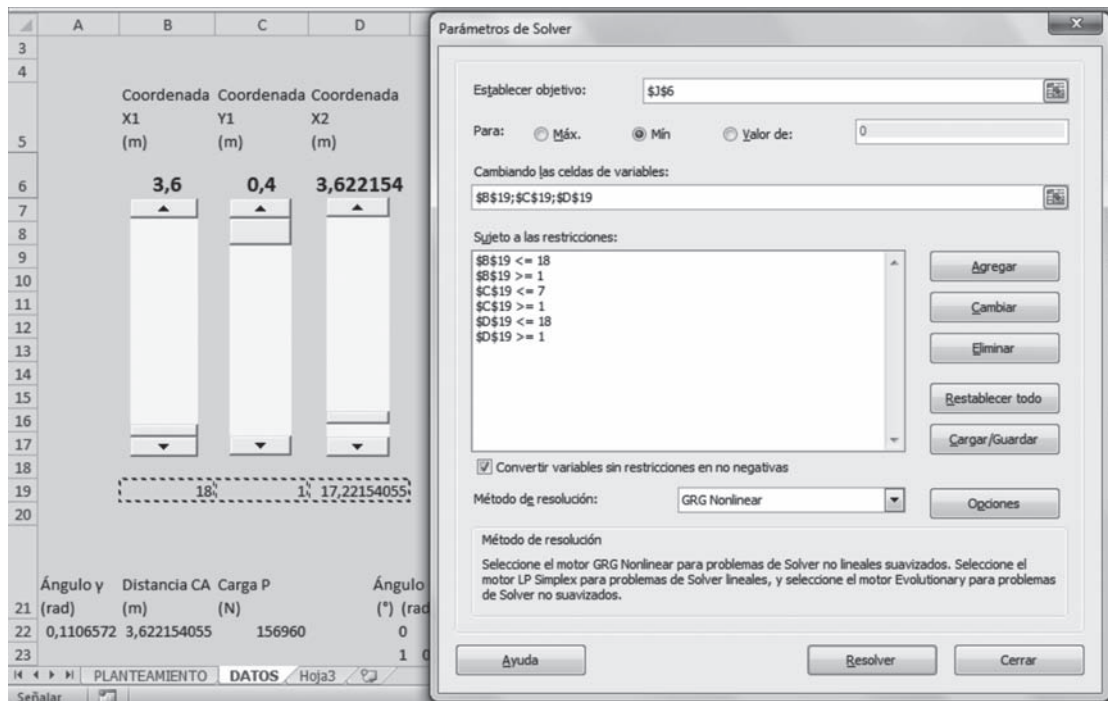 A B C D
3
4
Coordenada Coordenada Coordenada
X1 Y1 X2
5 (m) (m) (m)
6 3,6 0,4 3,622154
7
8
9
10
11
12
13
14
15
16
17
18
19 18 1 17,22154055
20
Ángulo y Distancia CA Carga P Ángulo
21 (rad) (m) (N) (°) (rad
22 0,1106572 3,622154055 156960 0
23 1 0
PLANTEAMIENTO DATOS Hoja3
Señalar
Parámetros de Solver
x
Establecer objetivo: $J$6
Para: Máx. Mín Valor de: 0
Cambiando las celdas de variables:
$B$19;$C$19;$D$19
Sujeto a las restricciones:
$B$19 <= 18
$B$19 >= 1
$C$19 <= 7
$C$19 >= 1
$D$19 <= 18
$D$19 >= 1
Agregar
Cambiar
Eliminar
Restablecer todo
Cargar/Guardar
Convertir variables sin restricciones en no negativas
Método de resolución: GRG Nonlinear Opciones
Método de resolución
Seleccione el motor GRG Nonlinear para problemas de Solver no lineales suavizados. Seleccione el
motor LP Simplex para problemas de Solver lineales, y seleccione el motor Evolutionary para problemas
de Solver no suavizados.
Ayuda Resolver Cerrar